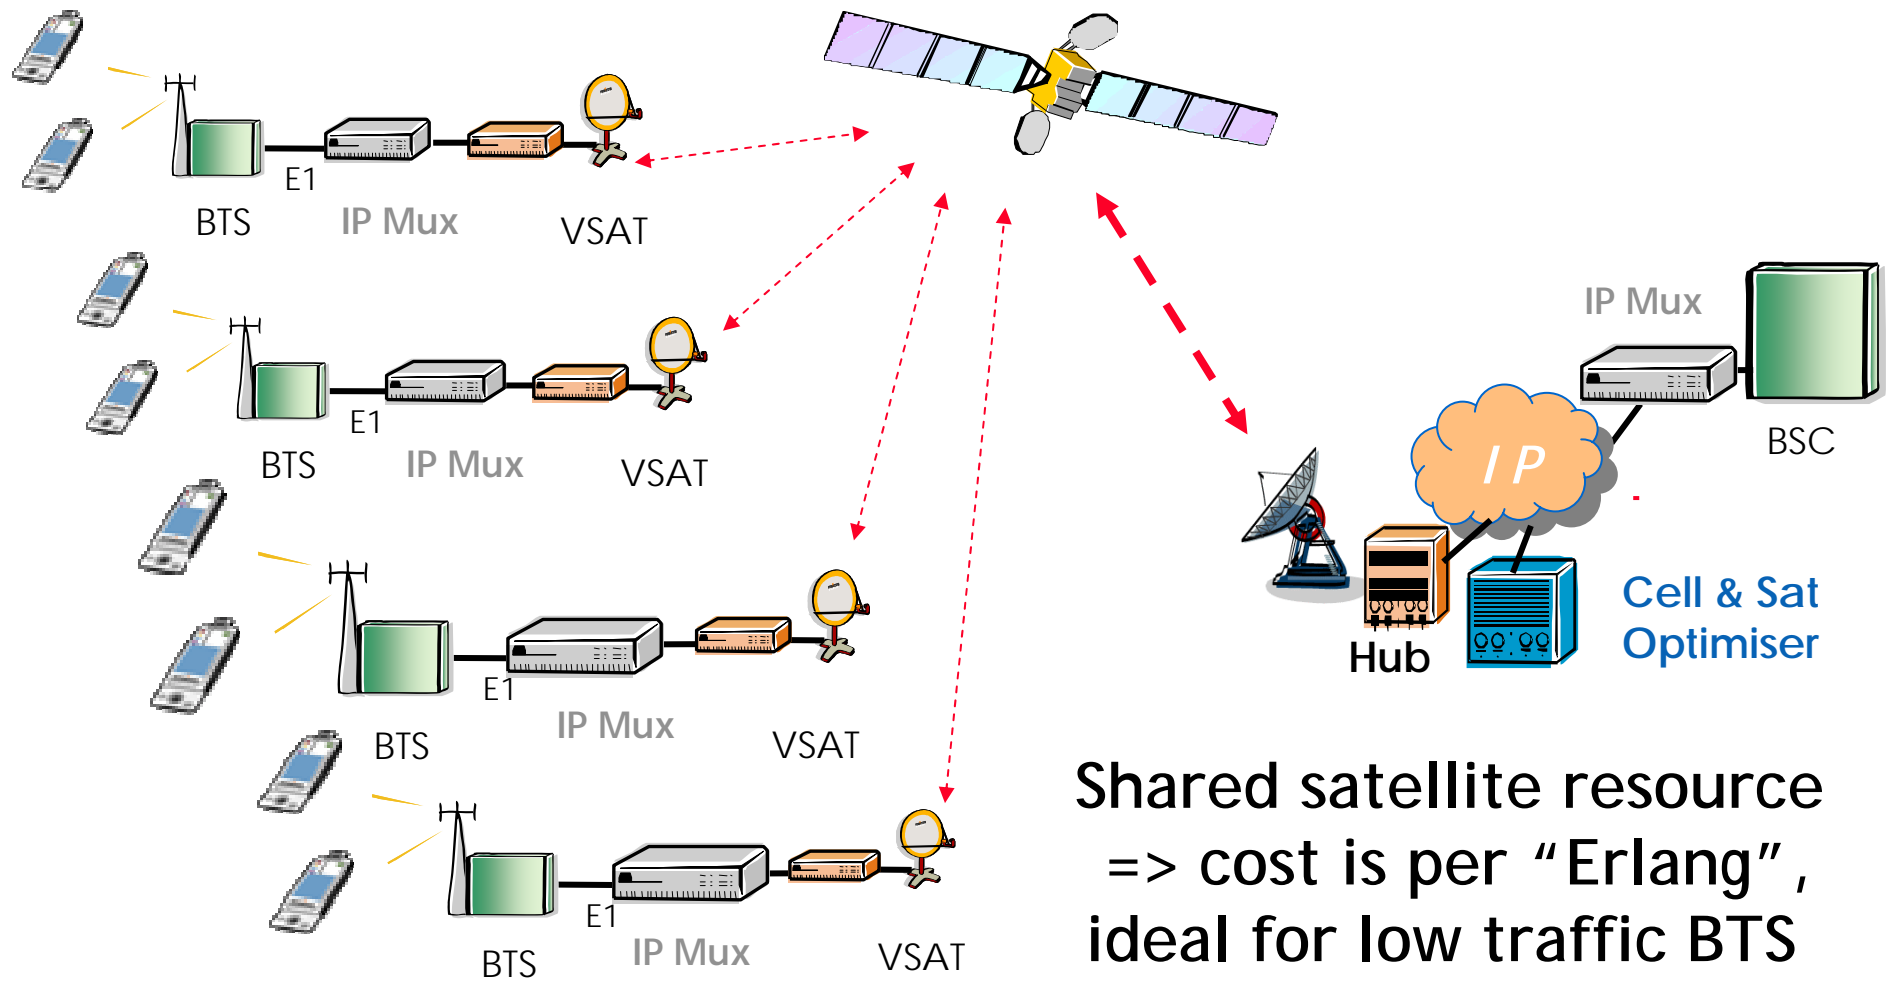 E1
BTS
IP Mux
VSAT
E1
BTS
IP Mux
VSAT
E1
BTS
IP Mux
VSAT
E1
BTS
IP Mux
VSAT
IP Mux
BSC
IP
Hub
Cell & Sat
Optimiser
Shared satellite resource
=> cost is per “Erlang”,
ideal for low traffic BTS